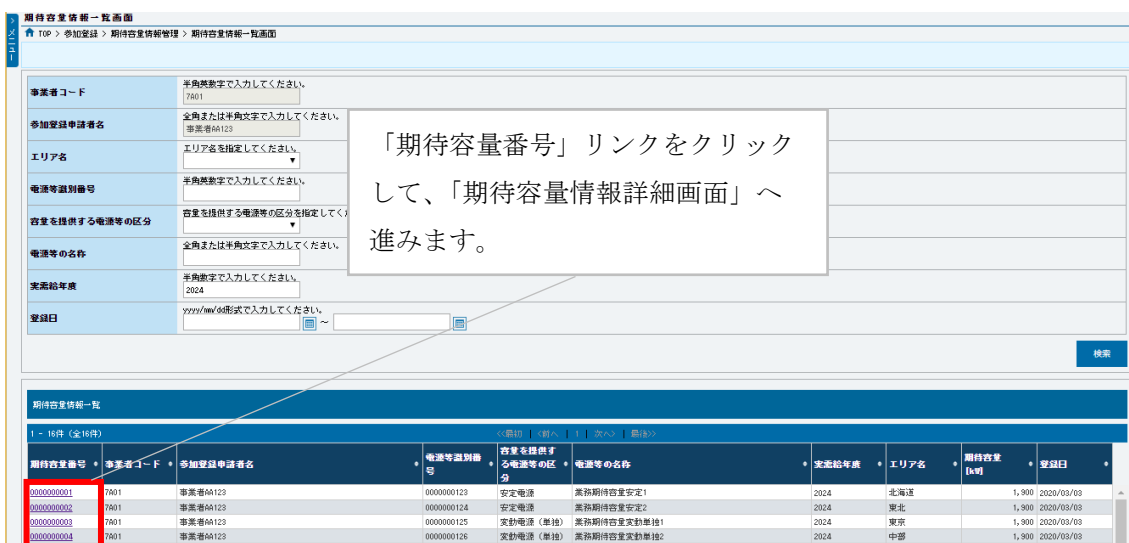 期待容量情報一覧画面
TOP > 参加登録 > 期待容量情報管理 > 期待容量情報一覧画面
> メニュー
事業者コード
半角英数字で入力してください。
7A01
参加登録申請者名
全角または半角文字で入力してください。
事業者AA123
エリア名
エリア名を指定してください。
電源等識別番号
半角英数字で入力してください。
容量を提供する電源等の区分
容量を提供する電源等の区分を指定してく
電源等の名称
全角または半角文字で入力してください。
実需給年度
半角数字で入力してください。
2024
登録日
yyyy/mm/dd形式で入力してください。
~
「期待容量番号」リンクをクリック
して、「期待容量情報詳細画面」へ
進みます。
検索
期待容量情報一覧
1 - 16件 (全16件)
<<最初 | <前へ | 1 | 次へ> | 最後>>
期待容量番号 事業者コード 参加登録申請者名 電源等識別番号 容量を提供する電源等の区分 電源等の名称 実需給年度 エリア名 期待容量[kW] 登録日
0000000001 7A01 事業者AA123 0000000123 安定電源 業務期待容量安定1 2024 北海道 1,900 2020/03/03
0000000002 7A01 事業者AA123 0000000124 安定電源 業務期待容量安定2 2024 東北 1,900 2020/03/03
0000000003 7A01 事業者AA123 0000000125 変動電源（単独） 業務期待容量変動単独1 2024 東京 1,900 2020/03/03
0000000004 7A01 事業者AA123 0000000126 変動電源（単独） 業務期待容量変動単独2 2024 中部 1,900 2020/03/03